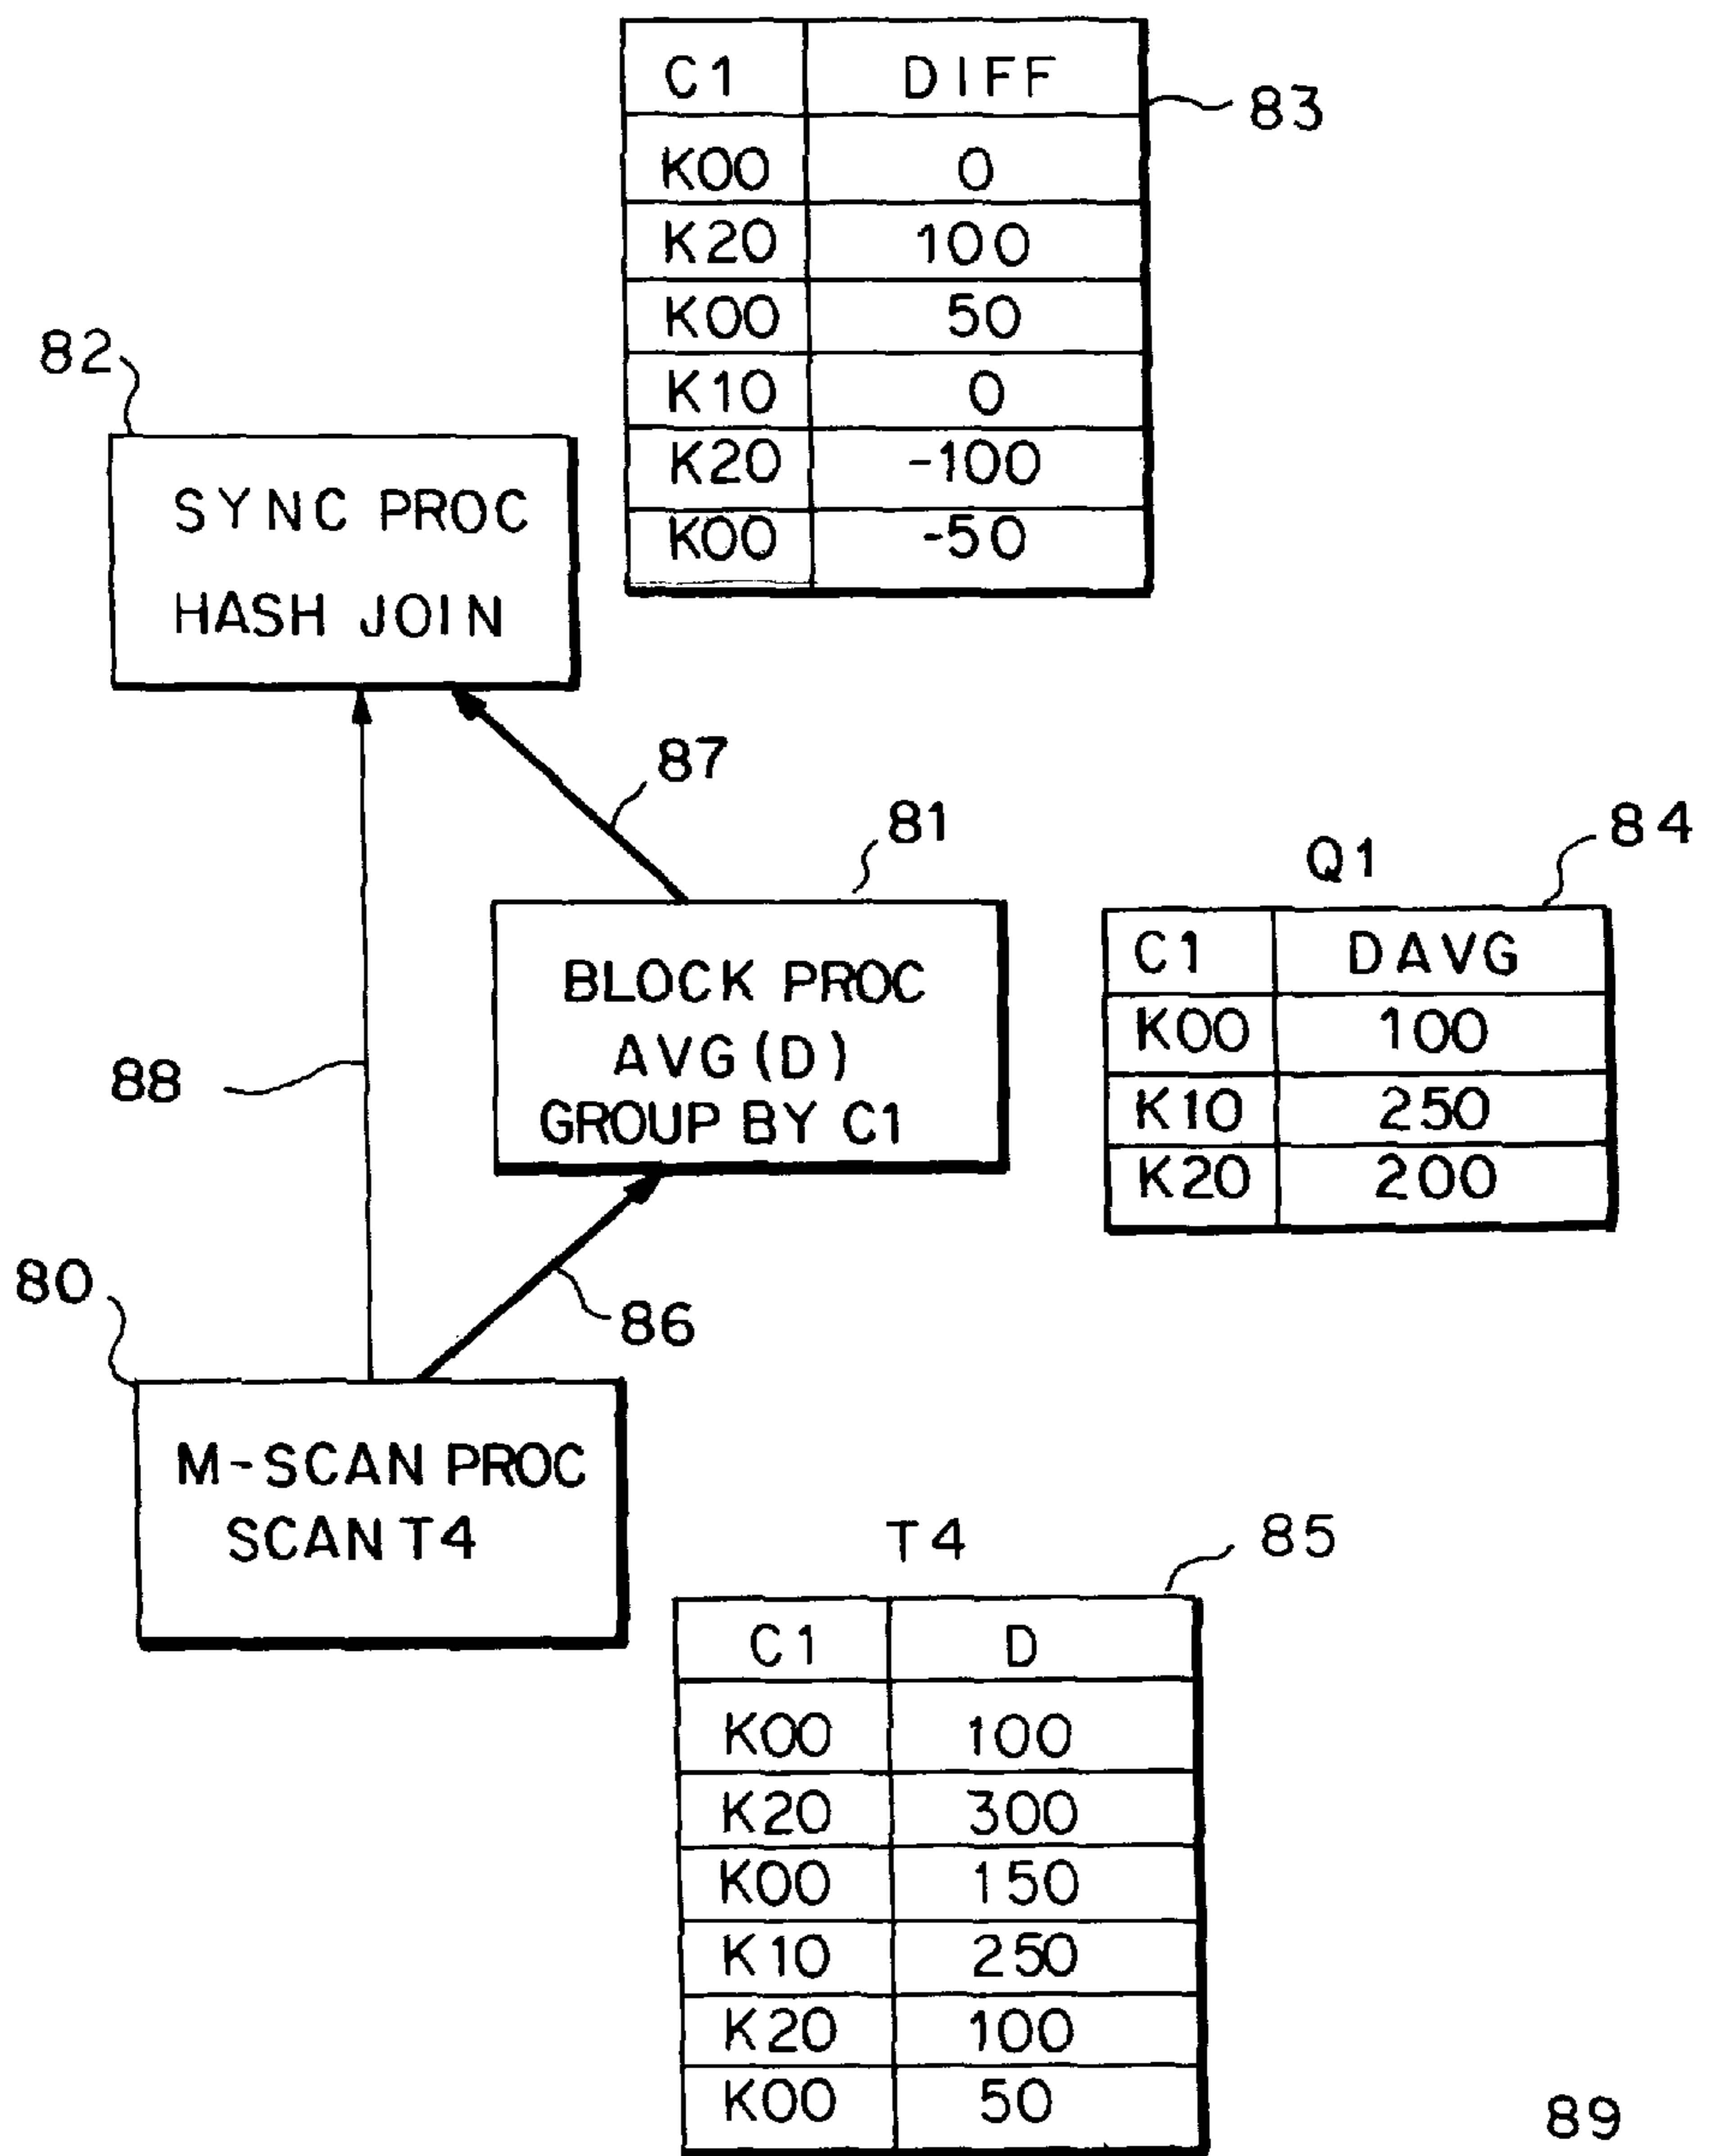 C1 DIFF
83
K00 0
K20 100
K00 50
K10 0
K20 -100
K00 -50
82
SYNC PROC
HASH JOIN
87
81
BLOCK PROC
AVG(D)
GROUP BY C1
Q1
84
C1 DAVG
K00 100
K10 250
K20 200
88
86
80
M-SCAN PROC
SCAN T4
T4
85
C1 D
K00 100
K20 300
K00 150
K10 250
K20 100
K00 50
89